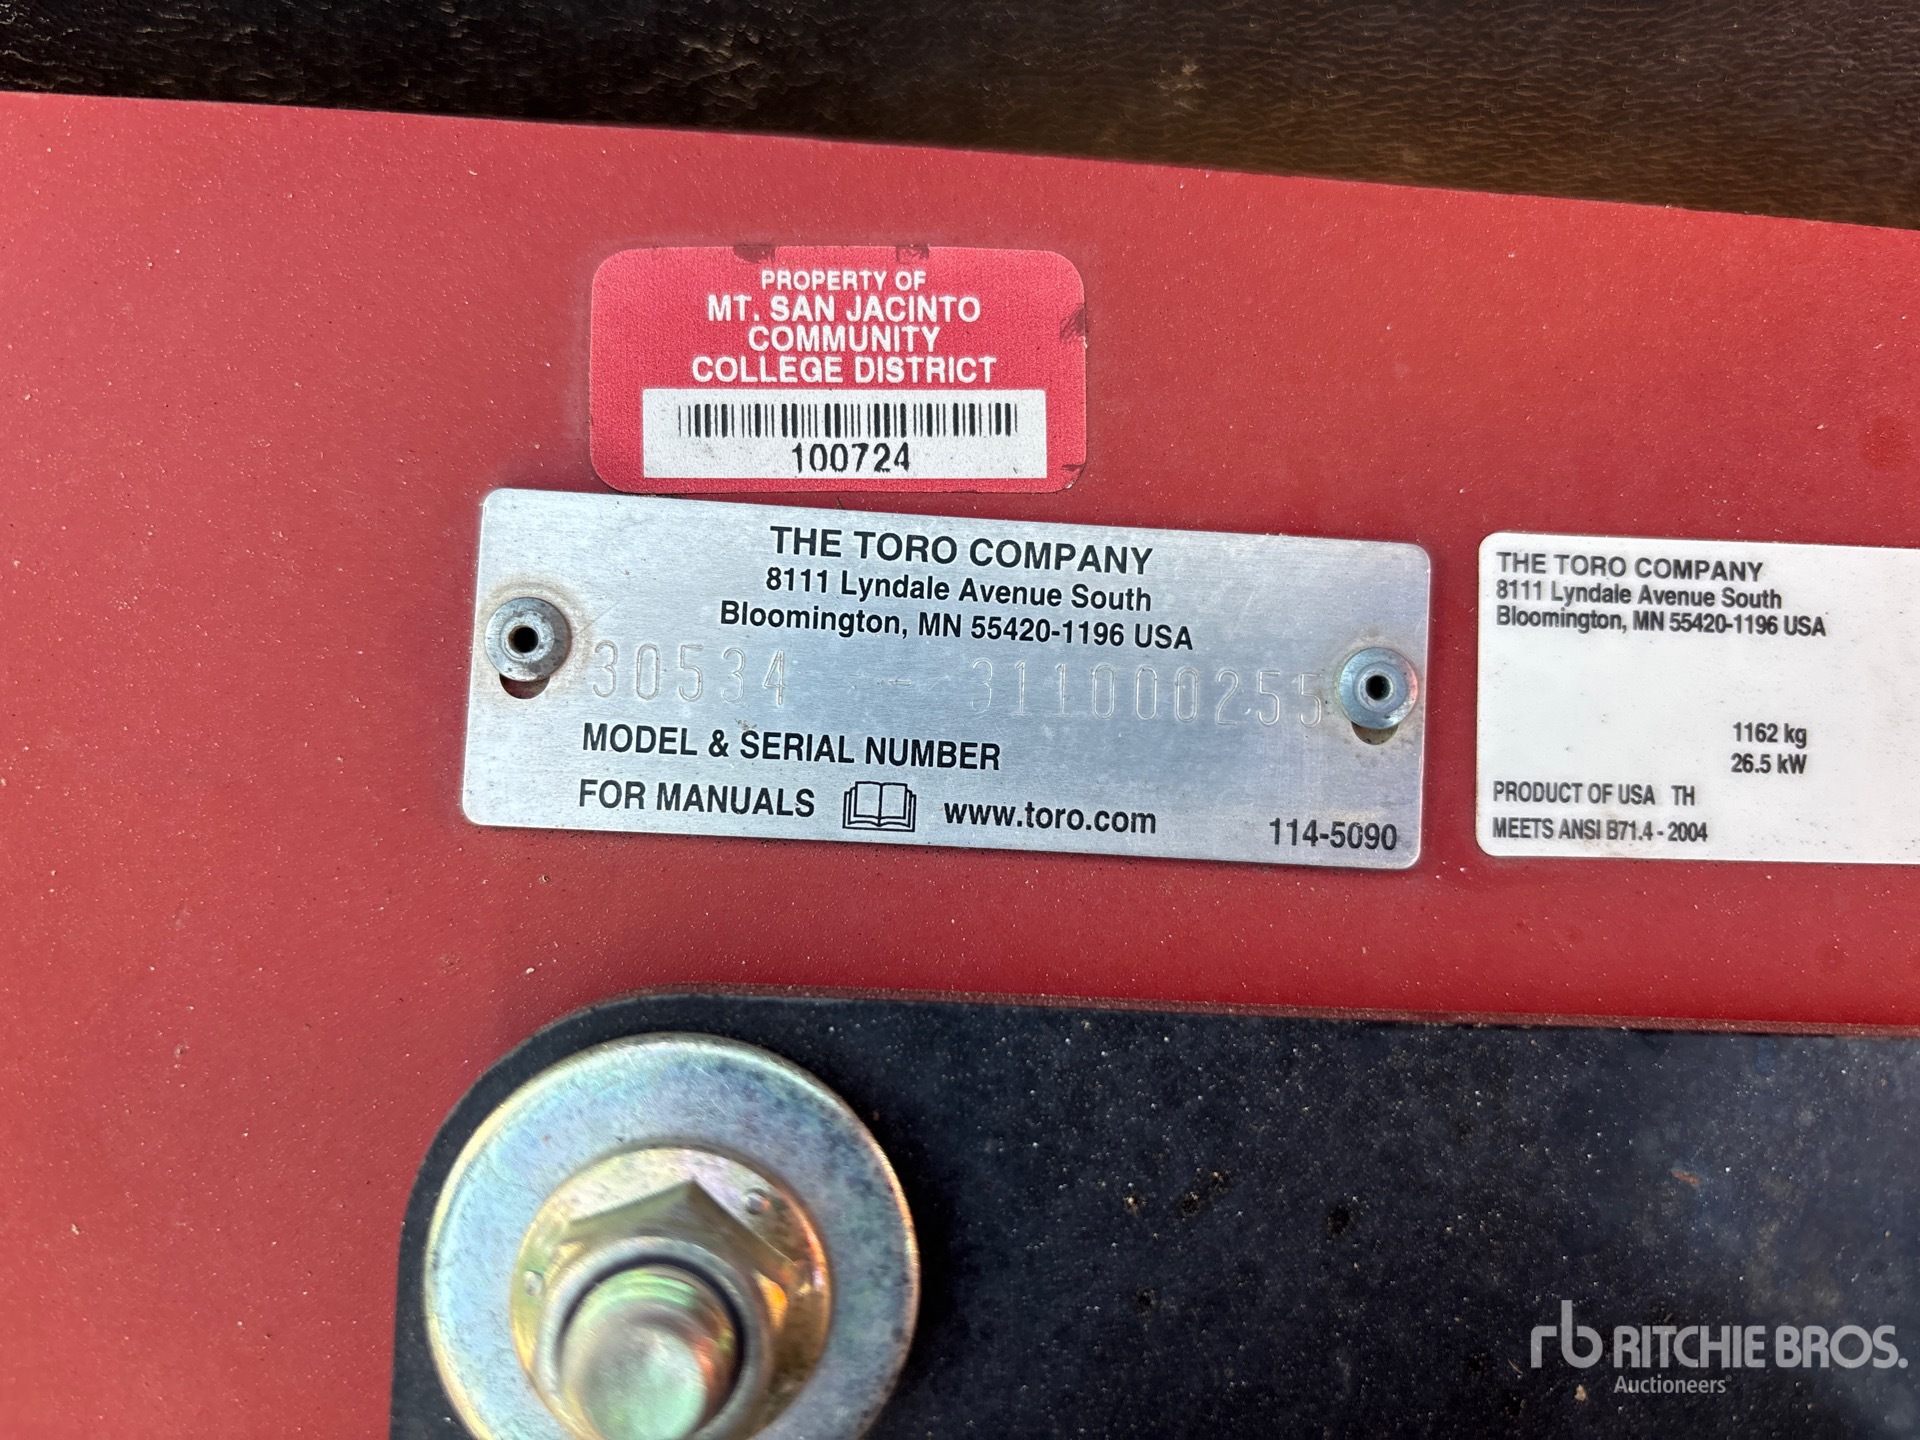 PROPERTY OF
MT. SAN JACINTO
COMMUNITY
COLLEGE DISTRICT
100724
THE TORO COMPANY
8111 Lyndale Avenue South
Bloomington, MN 55420-1196 USA
30534 - 311000255
MODEL & SERIAL NUMBER
FOR MANUALS www.toro.com 114-5090
THE TORO COMPANY
8111 Lyndale Avenue South
Bloomington, MN 55420-1196 USA
1162 kg
26.5 kW
PRODUCT OF USA TH
MEETS ANSI B71.4 - 2004
rb RITCHIE BROS.
Auctioneers